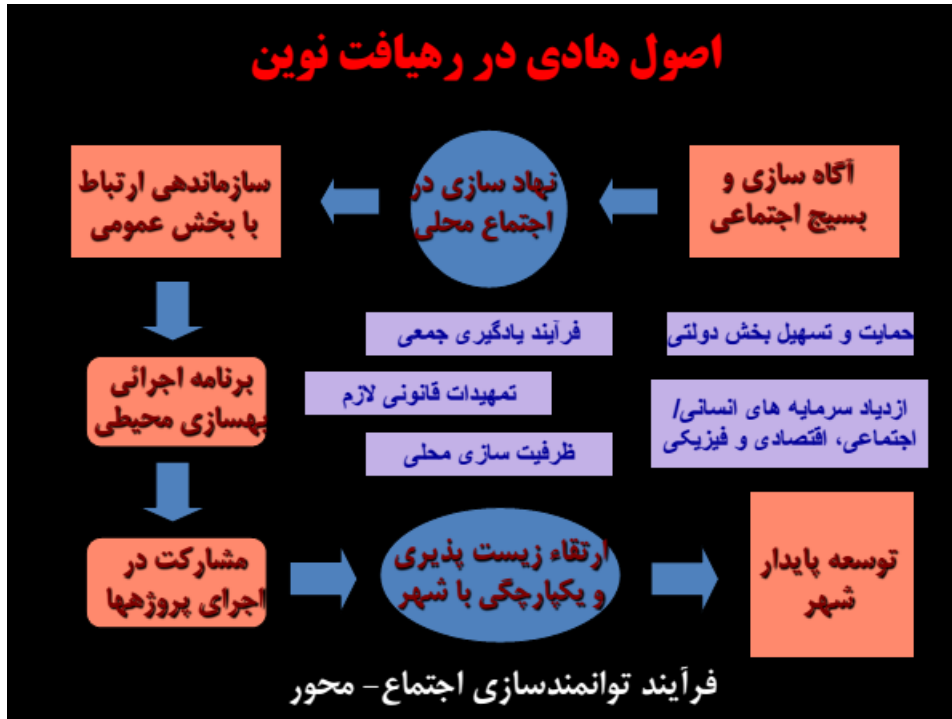 اصول هادی در رهیافت نوین
آگاه سازی و
بسیج اجتماعی
نهاد سازی در
اجتماع محلی
سازماندهی ارتباط
با بخش عمومی
حمایت و تسهیل بخش دولتی
فرآیند یادگیری جمعی
ازدیاد سرمایه های انسانی/
اجتماعی، اقتصادی و فیزیکی
تمهیدات قانونی لازم
ظرفیت سازی محلی
برنامه اجرائی
بهسازی محیطی
مشارکت در
اجرای پروژهها
ارتقاء زیست پذیری
و یکپارچگی با شهر
توسعه پایدار
شهر
فرآیند توانمندسازی اجتماع- محور